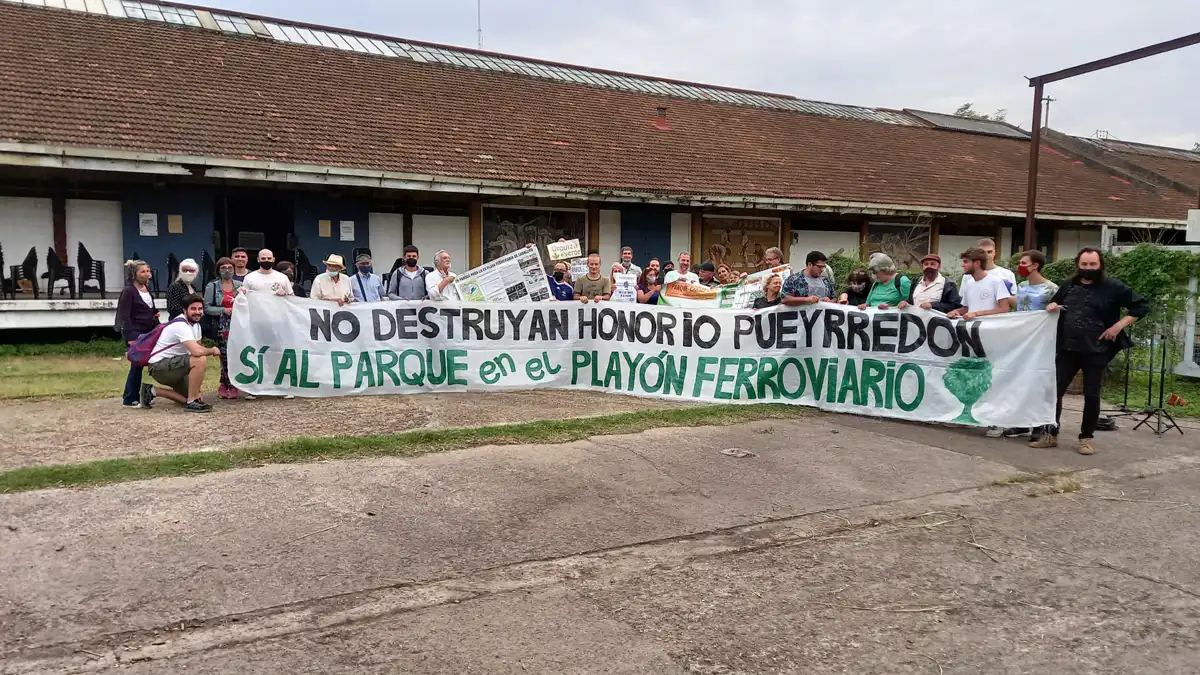 NO DESTRUYAN HONORIO PUEYRREDON
SÍ AL PARQUE en el PLAYÓN FERROVIARIO